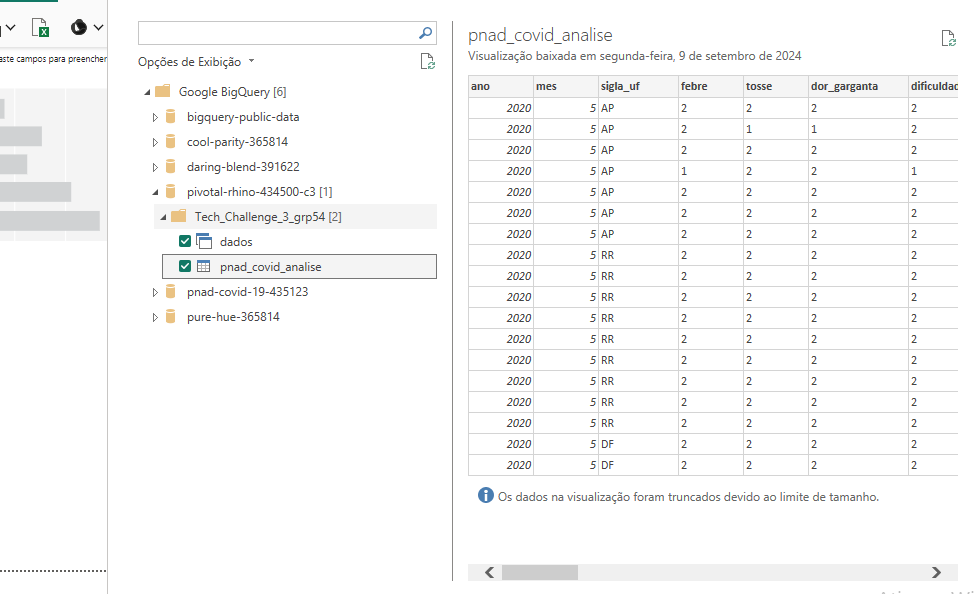 aste campos para preencher
Opções de Exibição
Google BigQuery [6]
bigquery-public-data
cool-parity-365814
daring-blend-391622
pivotal-rhino-434500-c3 [1]
Tech_Challenge_3_grp54 [2]
dados
pnad_covid_analise
pnad-covid-19-435123
pure-hue-365814
pnad_covid_analise
Visualização baixada em segunda-feira, 9 de setembro de 2024
ano mes sigla_uf febre tosse dor_garganta dificuldad
2020 5 AP 2 2 2 2
2020 5 AP 2 1 1 2
2020 5 AP 2 2 2 2
2020 5 AP 1 2 2 1
2020 5 AP 2 2 2 2
2020 5 AP 2 2 2 2
2020 5 AP 2 2 2 2
2020 5 RR 2 2 2 2
2020 5 RR 2 2 2 2
2020 5 RR 2 2 2 2
2020 5 RR 2 2 2 2
2020 5 RR 2 2 2 2
2020 5 RR 2 2 2 2
2020 5 RR 2 2 2 2
2020 5 RR 2 2 2 2
2020 5 RR 2 2 2 2
2020 5 DF 2 2 2 2
2020 5 DF 2 2 2 2
Os dados na visualização foram truncados devido ao limite de tamanho.